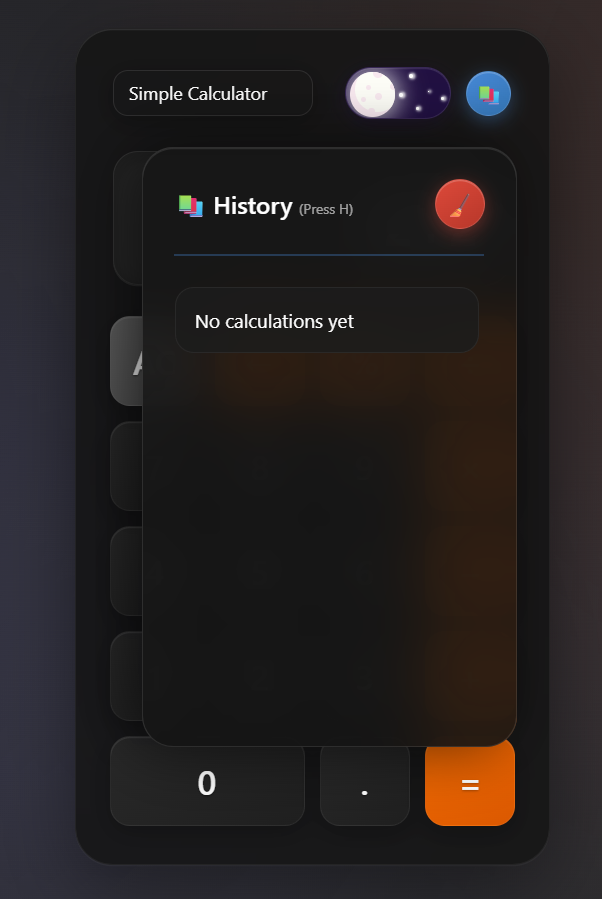 Simple Calculator
History (Press H)
No calculations yet
0
.
=